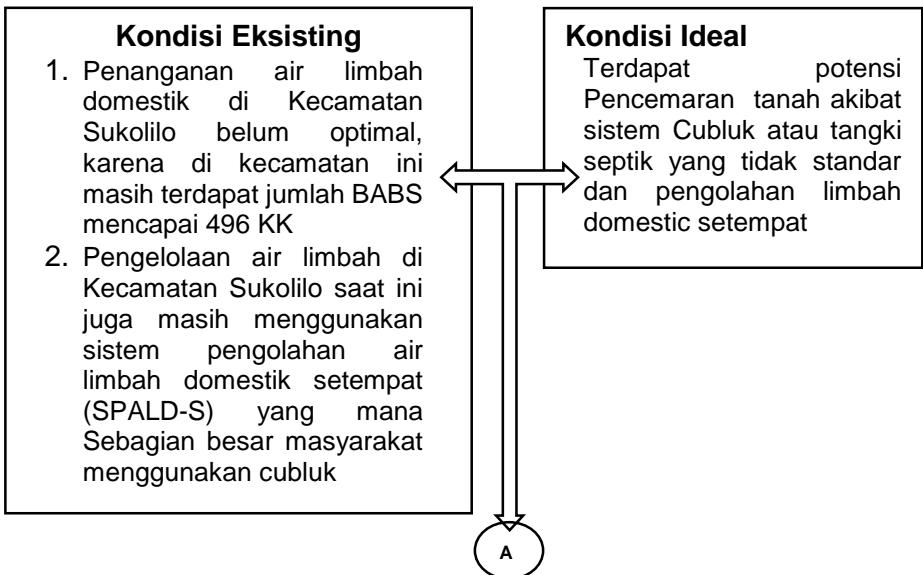 Kondisi Eksisting
1. Penanganan air limbah
domestik di Kecamatan
Sukolilo belum optimal,
karena di kecamatan ini
masih terdapat jumlah BABS
mencapai 496 KK
2. Pengelolaan air limbah di
Kecamatan Sukolilo saat ini
juga masih menggunakan
sistem pengolahan air
limbah domestik setempat
(SPALD-S) yang mana
Sebagian besar masyarakat
menggunakan cubluk
Kondisi Ideal
Terdapat potensi
Pencemaran tanah akibat
sistem Cubluk atau tangki
septik yang tidak standar
dan pengolahan limbah
domestic setempat
A